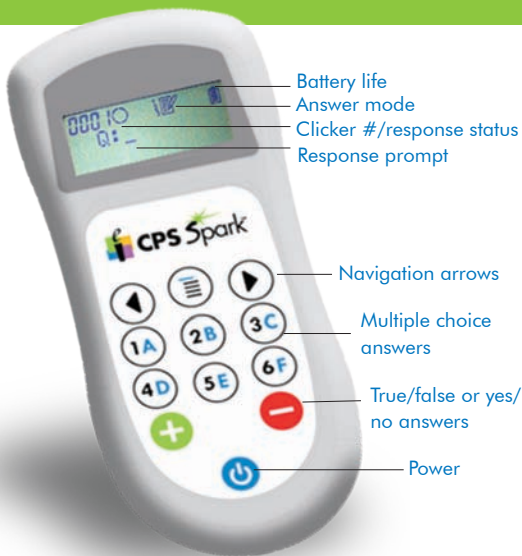 Battery life
Answer mode
Clicker #/response status
Response prompt
00010
Q: _
CPS Spark
Navigation arrows
1A 2B 3C
Multiple choice
answers
4D 5E 6F
True/false or yes/
no answers
Power